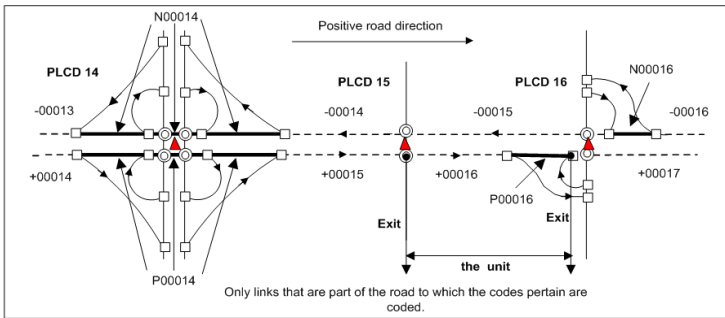 N00014
Positive road direction
PLCD 14
PLCD 15
PLCD 16
N00016
-00013
-00014
-00015
-00016
+00014
+00015
+00016
+00017
P00016
Exit
Exit
P00014
the unit
Only links that are part of the road to which the codes pertain are
coded.